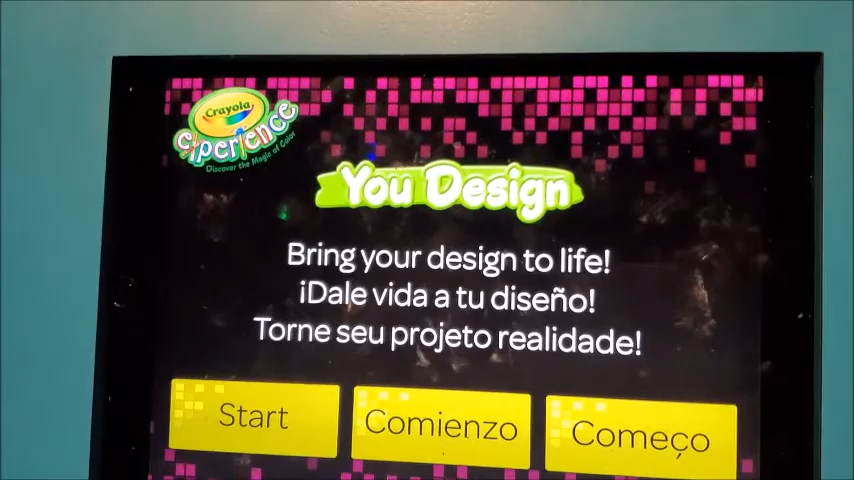 Crayola
experience
Discover the Magic of Color
You Design
Bring your design to life!
¡Dale vida a tu diseño!
Torne seu projeto realidade!
Start
Comienzo
Começo